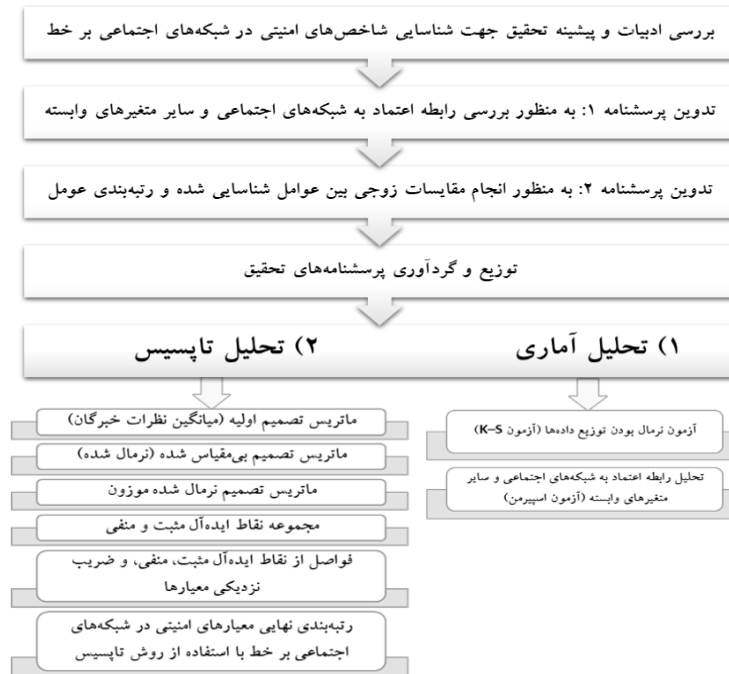 بررسی ادبیات و پیشینه تحقیق جهت شناسایی شاخص‌های امنیتی در شبکه‌های اجتماعی بر خط
تدوین پرسشنامه ۱: به منظور بررسی رابطه اعتماد به شبکه‌های اجتماعی و سایر متغیرهای وابسته
تدوین پرسشنامه ۲: به منظور انجام مقایسات زوجی بین عوامل شناسایی شده و رتبه‌بندی عومل
توزیع و گردآوری پرسشنامه‌های تحقیق
۱) تحلیل آماری
۲) تحلیل تاپسیس
آزمون نرمال بودن توزیع داده‌ها (آزمون K–S)
تحلیل رابطه اعتماد به شبکه‌های اجتماعی و سایر
متغیرهای وابسته (آزمون اسپیرمن)
ماتریس تصمیم اولیه (میانگین نظرات خبرگان)
ماتریس تصمیم بی‌مقیاس شده (نرمال شده)
ماتریس تصمیم نرمال شده موزون
مجموعه نقاط ایده‌آل مثبت و منفی
فواصل از نقاط ایده‌آل مثبت، منفی، و ضریب
نزدیکی معیارها
رتبه‌بندی نهایی معیارهای امنیتی در شبکه‌های
اجتماعی بر خط با استفاده از روش تاپسیس